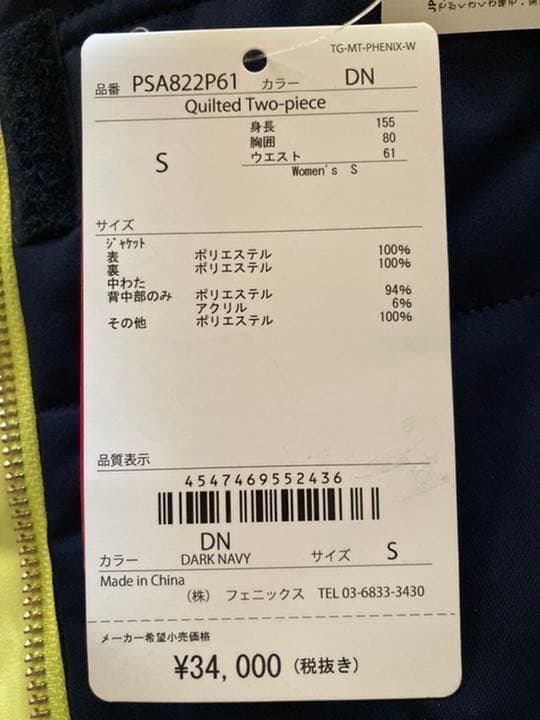 TG-MT-PHENIX-W
品番 PSA822P61 カラー DN
Quilted Two-piece
S
身長 155
胸囲 80
ウエスト 61
Women's S
サイズ
ジャケット
表 ポリエステル 100%
裏 ポリエステル 100%
中わた
背中部のみ ポリエステル 94%
アクリル 6%
その他 ポリエステル 100%
品質表示
4547469552436
カラー DN DARK NAVY サイズ S
Made in China
(株) フェニックス TEL 03-6833-3430
メーカー希望小売価格
¥34,000 (税抜き)